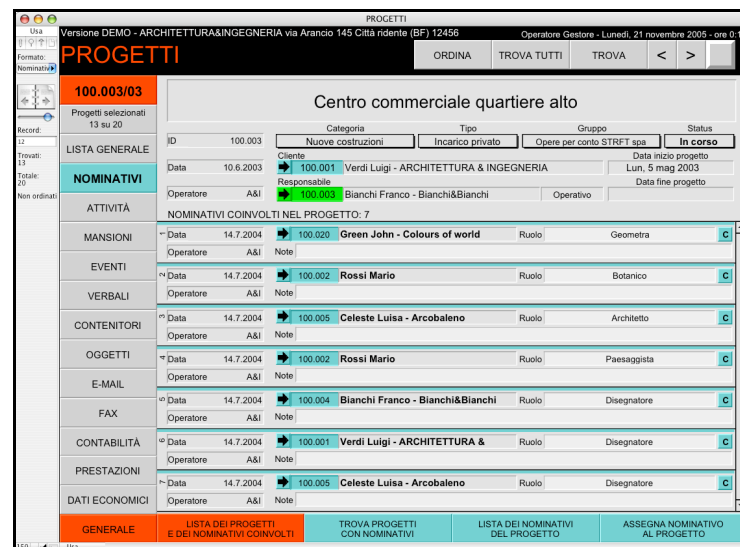 PROGETTI
Usa
Versione DEMO - ARCHITETTURA&INGEGNERIA via Arancio 145 Città ridente (BF) 12456
Operatore Gestore - Lunedì, 21 novembre 2005 - ore 0:1
Formato:
Nominativi
PROGETTI
ORDINA
TROVA TUTTI
TROVA
<
>
Record:
12
Trovati:
13
Totale:
20
Non ordinati
100.003/03
Progetti selezionati
13 su 20
LISTA GENERALE
NOMINATIVI
ATTIVITÀ
MANSIONI
EVENTI
VERBALI
CONTENITORI
OGGETTI
E-MAIL
FAX
CONTABILITÀ
PRESTAZIONI
DATI ECONOMICI
GENERALE
Centro commerciale quartiere alto
Categoria
Tipo
Gruppo
Status
ID 100.003
Nuove costruzioni
Incarico privato
Opere per conto STRFT spa
In corso
Cliente
Data inizio progetto
Data 10.6.2003
100.001 Verdi Luigi - ARCHITETTURA & INGEGNERIA
Lun, 5 mag 2003
Responsabile
Data fine progetto
Operatore A&I
100.003 Bianchi Franco - Bianchi&Bianchi
Operativo
NOMINATIVI COINVOLTI NEL PROGETTO: 7
1 Data 14.7.2004 100.020 Green John - Colours of world Ruolo Geometra C
Operatore A&I Note
2 Data 14.7.2004 100.002 Rossi Mario Ruolo Botanico C
Operatore A&I Note
3 Data 14.7.2004 100.005 Celeste Luisa - Arcobaleno Ruolo Architetto C
Operatore A&I Note
4 Data 14.7.2004 100.002 Rossi Mario Ruolo Paesaggista C
Operatore A&I Note
5 Data 14.7.2004 100.004 Bianchi Franco - Bianchi&Bianchi Ruolo Disegnatore C
Operatore A&I Note
6 Data 14.7.2004 100.001 Verdi Luigi - ARCHITETTURA & Ruolo Disegnatore C
Operatore A&I Note
7 Data 14.7.2004 100.005 Celeste Luisa - Arcobaleno Ruolo Disegnatore C
Operatore A&I Note
LISTA DEI PROGETTI
E DEI NOMINATIVI COINVOLTI
TROVA PROGETTI
CON NOMINATIVI
LISTA DEI NOMINATIVI
DEL PROGETTO
ASSEGNA NOMINATIVO
AL PROGETTO